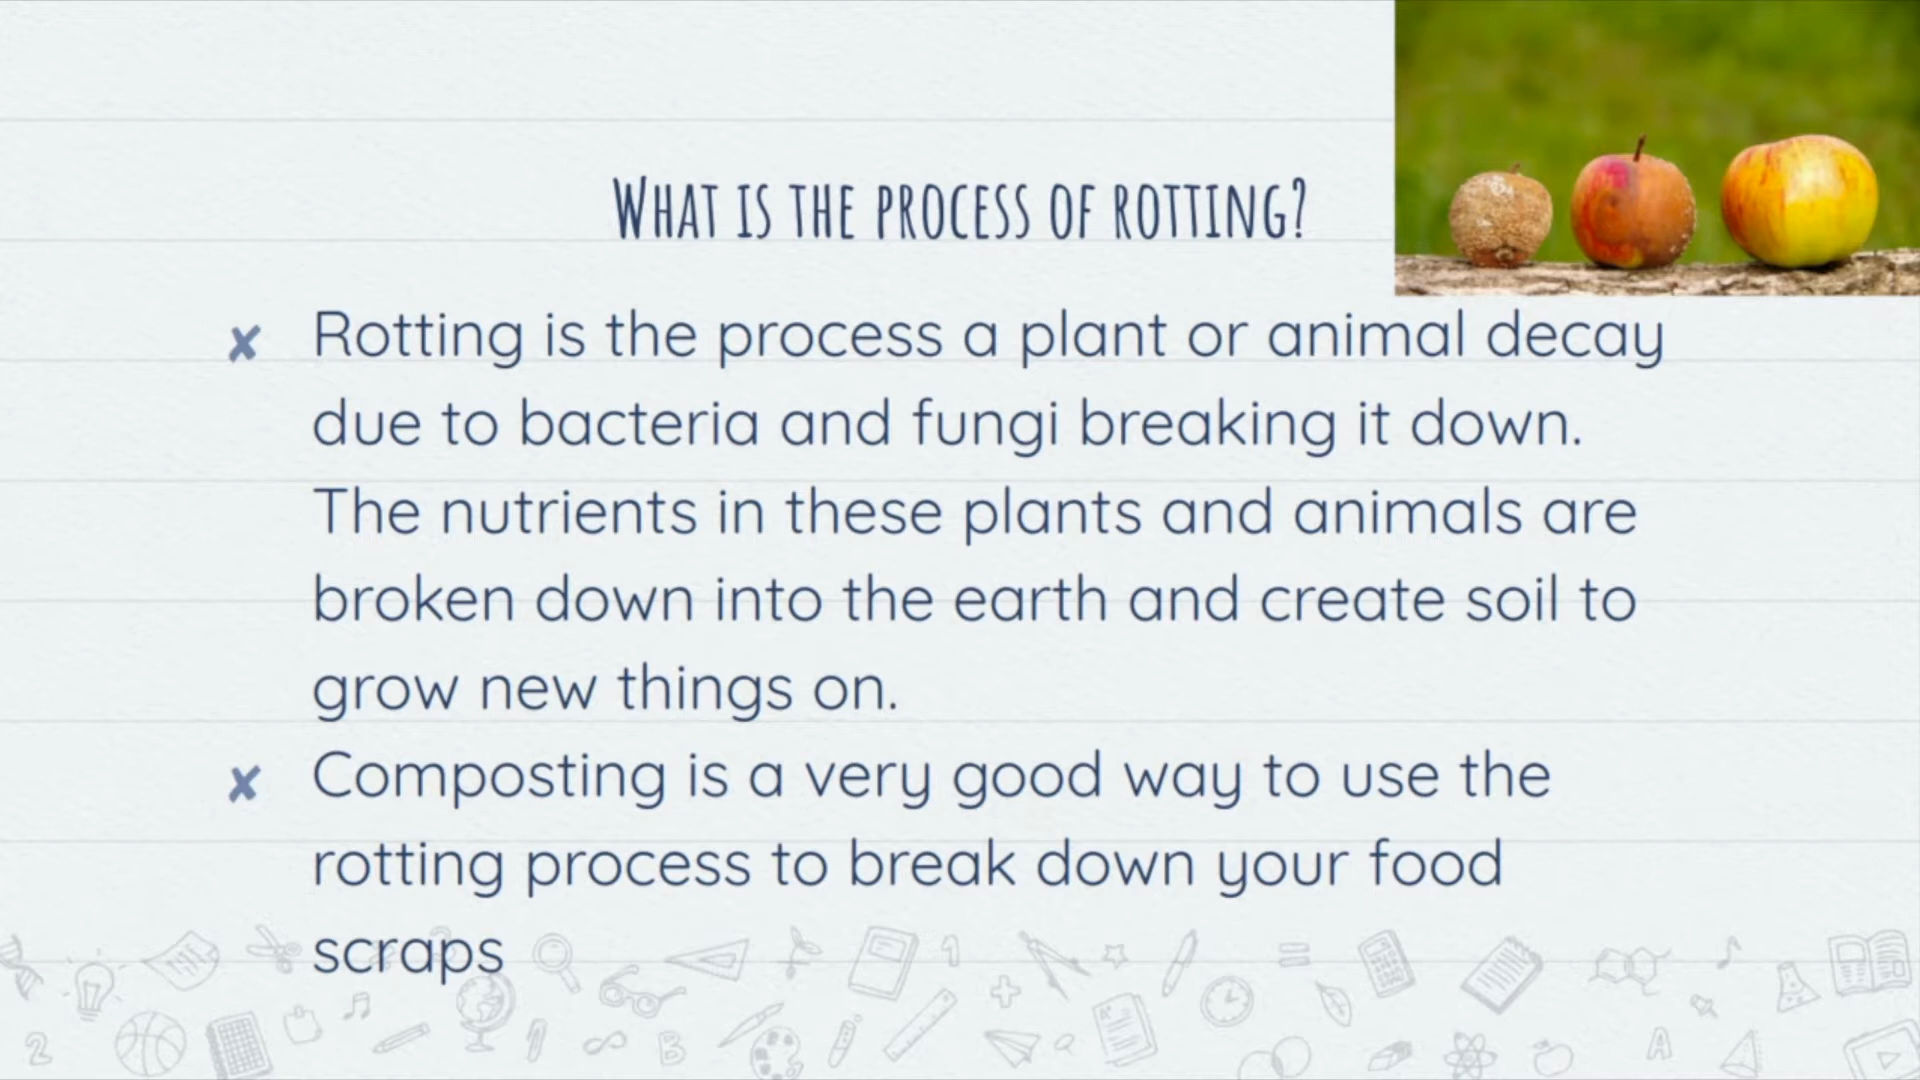 What is the process of rotting?
✘ Rotting is the process a plant or animal decay
due to bacteria and fungi breaking it down.
The nutrients in these plants and animals are
broken down into the earth and create soil to
grow new things on.
✘ Composting is a very good way to use the
rotting process to break down your food
scraps